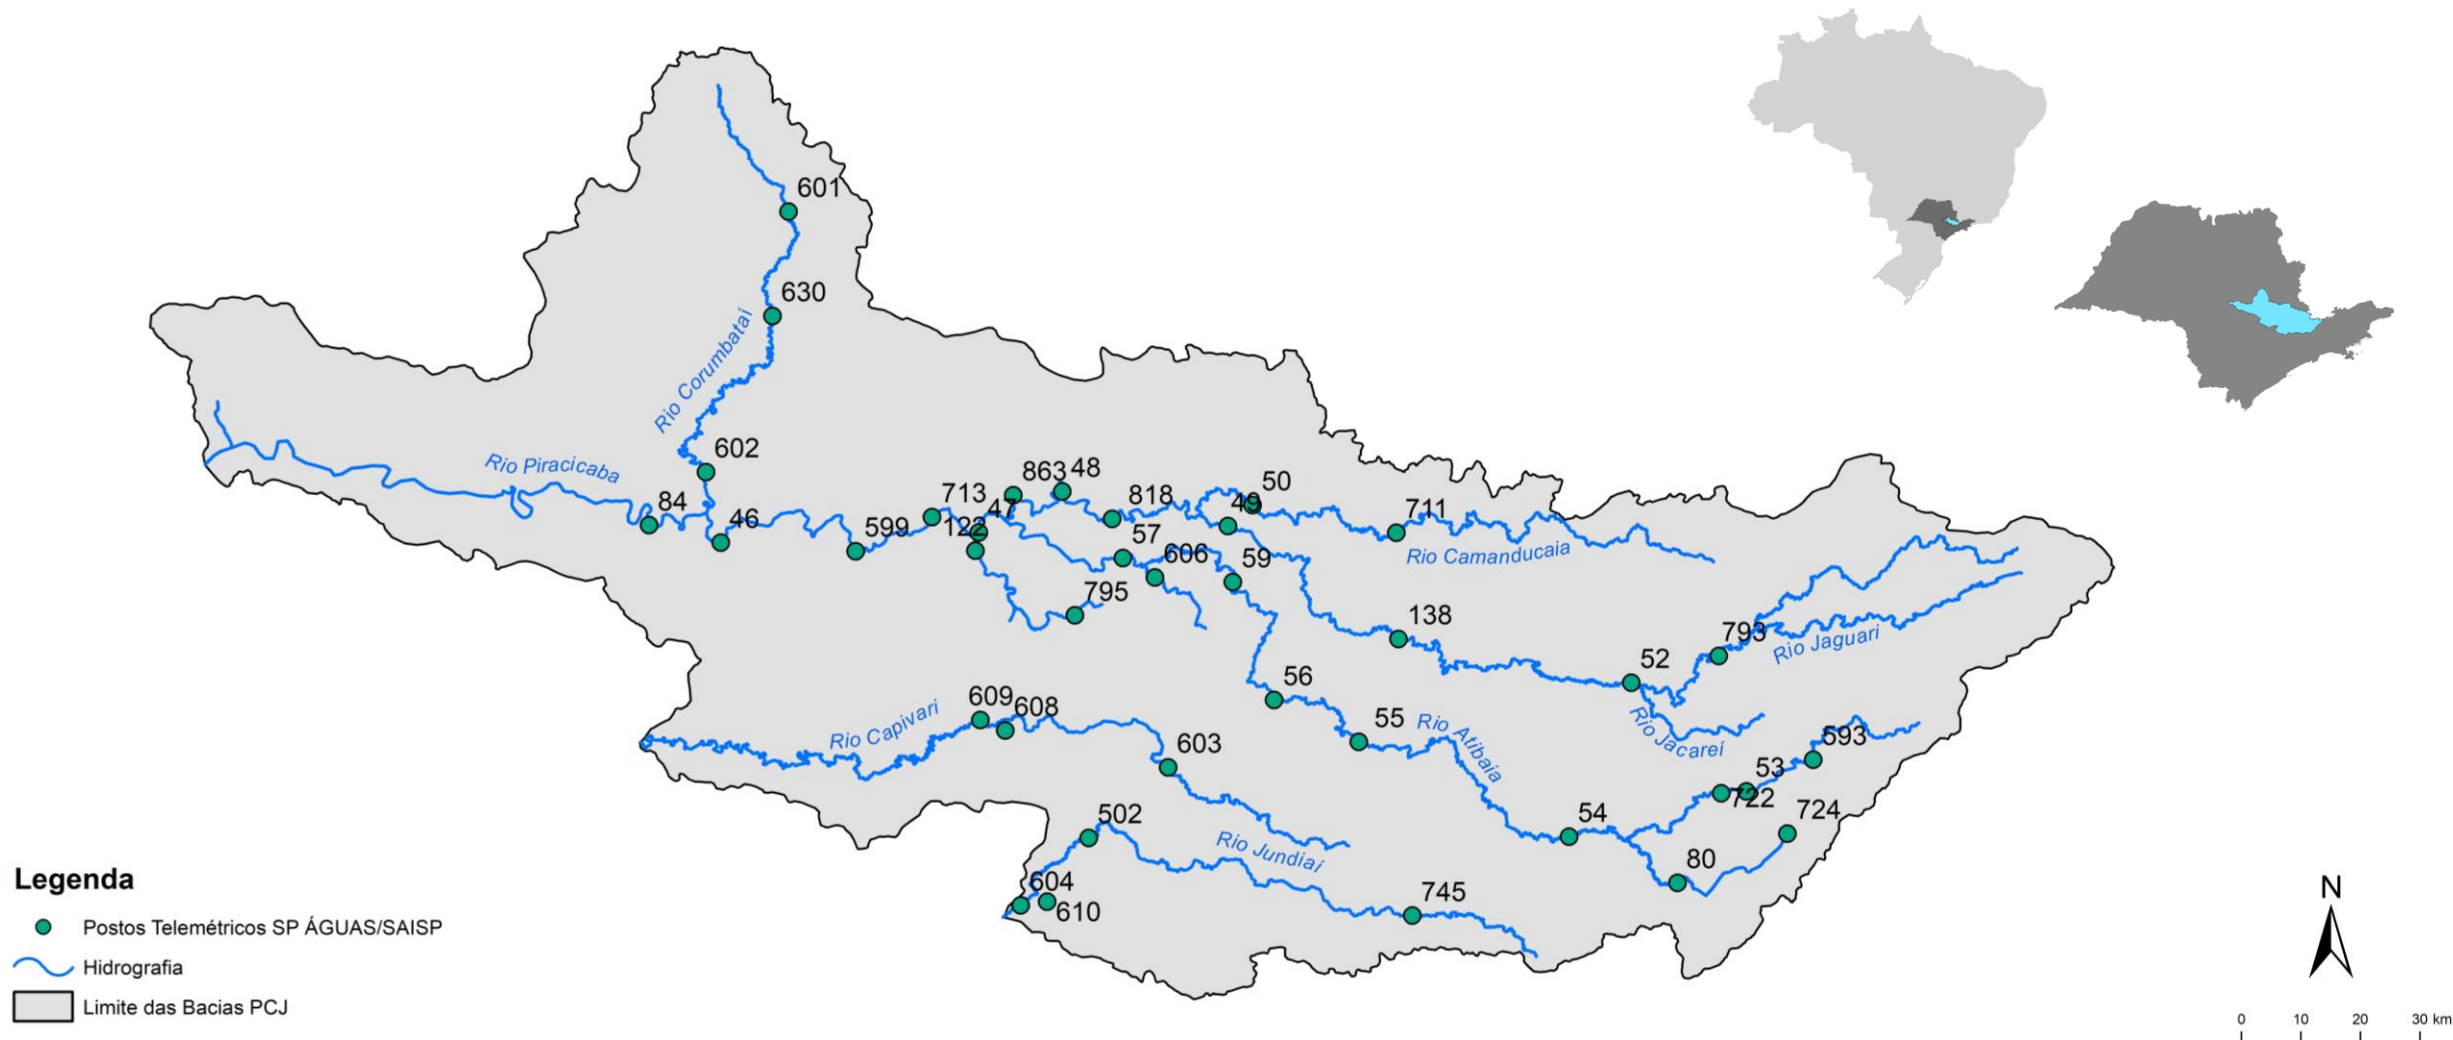 601
630
Rio Corumbataí
602
Rio Piracicaba
84
46
599
713
122
47
863
48
818
50
49
711
Rio Camanducaia
57
606
59
795
138
793
Rio Jaguari
52
Rio Jacareí
56
55
Rio Atibaia
609
608
Rio Capivari
603
593
53
722
724
54
80
502
Rio Jundiaí
604
610
745
Legenda
Postos Telemétricos SP ÁGUAS/SAISP
Hidrografia
Limite das Bacias PCJ
N
0 10 20 30 km